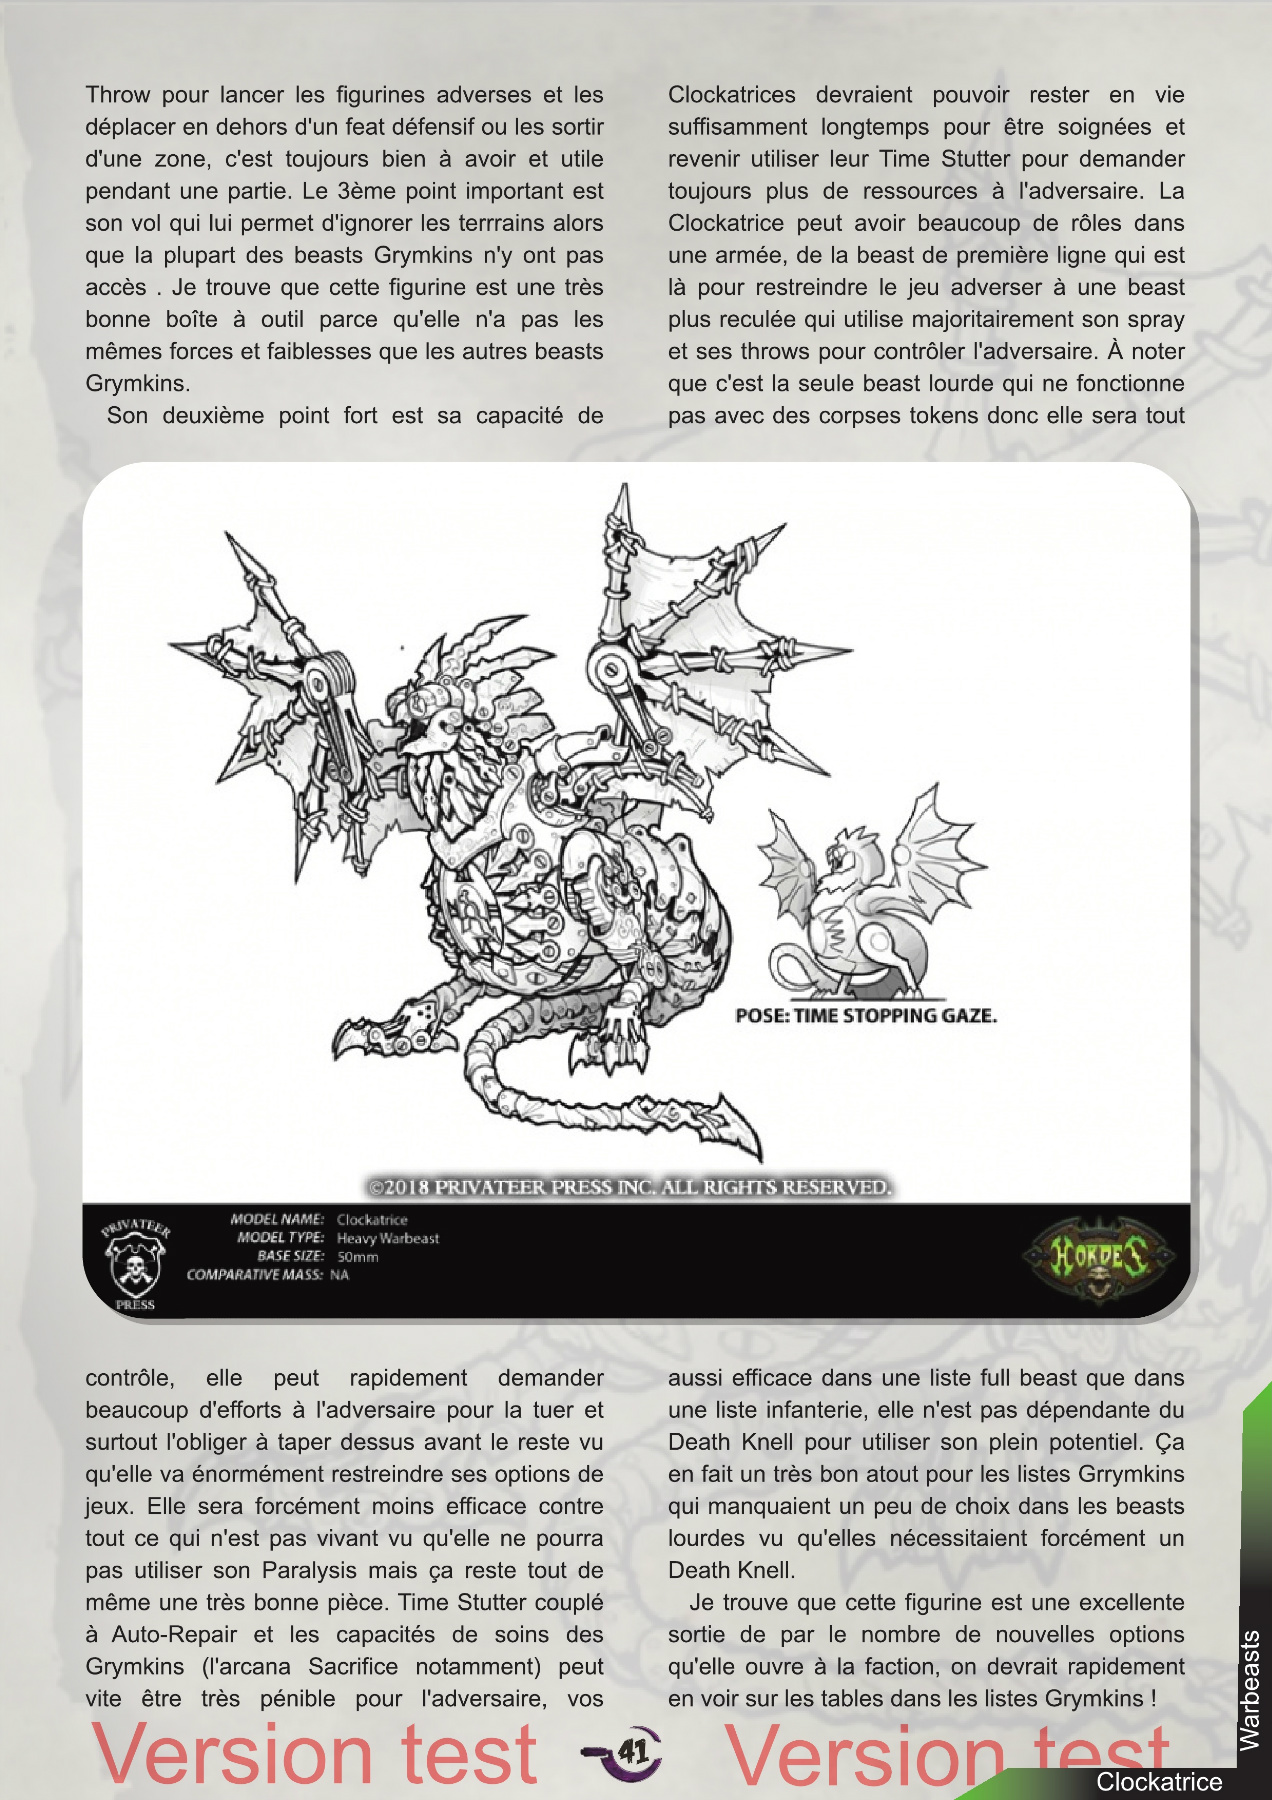 Throw pour lancer les figurines adverses et les
déplacer en dehors d'un feat défensif ou les sortir
d'une zone, c'est toujours bien à avoir et utile
pendant une partie. Le 3ème point important est
son vol qui lui permet d'ignorer les terrrains alors
que la plupart des beasts Grymkins n'y ont pas
accès . Je trouve que cette figurine est une très
bonne boîte à outil parce qu'elle n'a pas les
mêmes forces et faiblesses que les autres beasts
Grymkins.
Son deuxième point fort est sa capacité de
contrôle, elle peut rapidement demander
beaucoup d'efforts à l'adversaire pour la tuer et
surtout l'obliger à taper dessus avant le reste vu
qu'elle va énormément restreindre ses options de
jeux. Elle sera forcément moins efficace contre
tout ce qui n'est pas vivant vu qu'elle ne pourra
pas utiliser son Paralysis mais ça reste tout de
même une très bonne pièce. Time Stutter couplé
à Auto-Repair et les capacités de soins des
Grymkins (l'arcana Sacrifice notamment) peut
vite être très pénible pour l'adversaire, vos
Clockatrices devraient pouvoir rester en vie
suffisamment longtemps pour être soignées et
revenir utiliser leur Time Stutter pour demander
toujours plus de ressources à l'adversaire. La
Clockatrice peut avoir beaucoup de rôles dans
une armée, de la beast de première ligne qui est
là pour restreindre le jeu adverser à une beast
plus reculée qui utilise majoritairement son spray
et ses throws pour contrôler l'adversaire. À noter
que c'est la seule beast lourde qui ne fonctionne
pas avec des corpses tokens donc elle sera tout
aussi efficace dans une liste full beast que dans
une liste infanterie, elle n'est pas dépendante du
Death Knell pour utiliser son plein potentiel. Ça
en fait un très bon atout pour les listes Grrymkins
qui manquaient un peu de choix dans les beasts
lourdes vu qu'elles nécessitaient forcément un
Death Knell.
Je trouve que cette figurine est une excellente
sortie de par le nombre de nouvelles options
qu'elle ouvre à la faction, on devrait rapidement
en voir sur les tables dans les listes Grymkins !
POSE: TIME STOPPING GAZE.
©2018 PRIVATEER PRESS INC. ALL RIGHTS RESERVED.
PRIVATEER
PRESS
MODEL NAME: Clockatrice
MODEL TYPE: Heavy Warbeast
BASE SIZE: 50mm
COMPARATIVE MASS: NA
HORDES
Version test
41
Version test
Warbeasts
Clockatrice